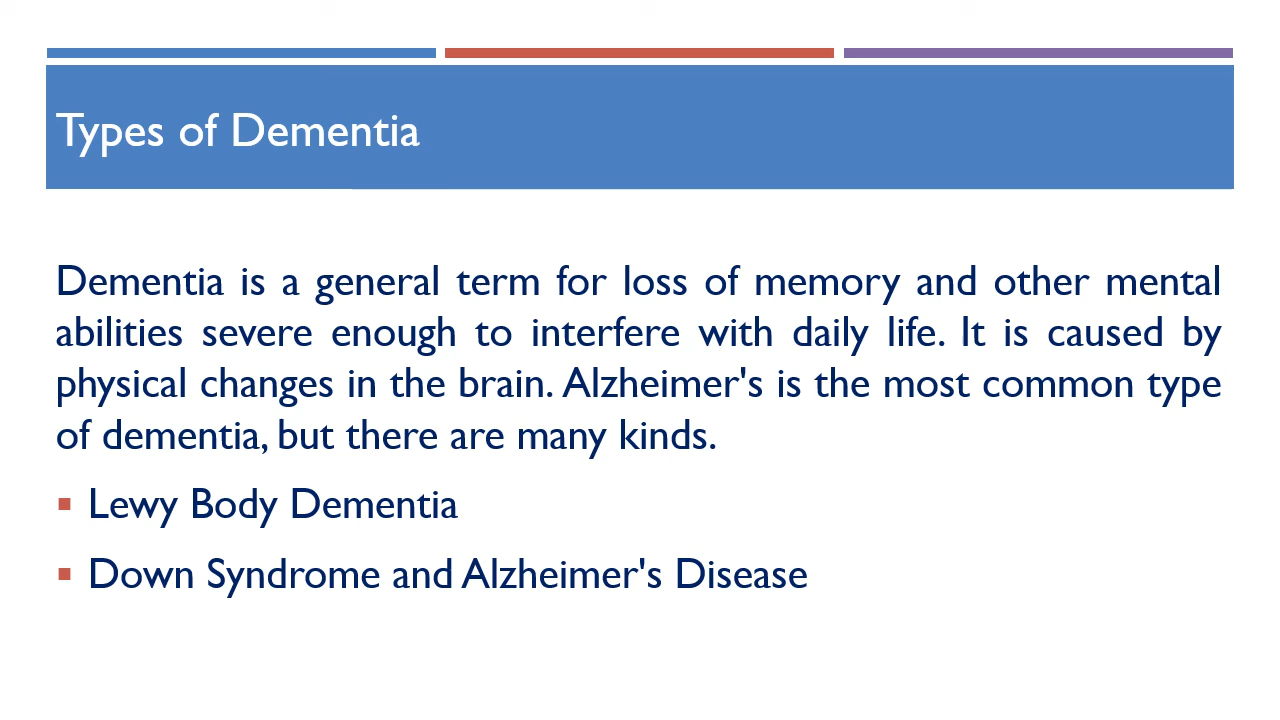 Types of Dementia
Dementia is a general term for loss of memory and other mental
abilities severe enough to interfere with daily life. It is caused by
physical changes in the brain. Alzheimer's is the most common type
of dementia, but there are many kinds.
▪ Lewy Body Dementia
▪ Down Syndrome and Alzheimer's Disease